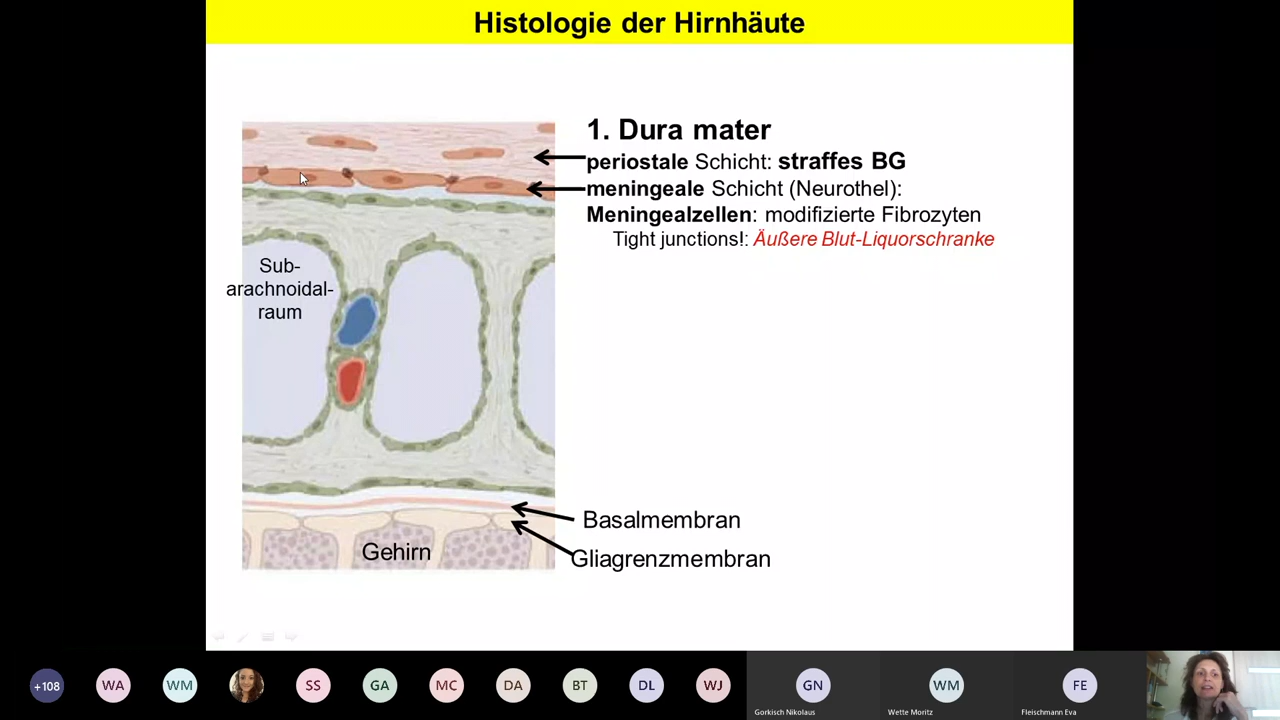 Histologie der Hirnhäute
1. Dura mater
periostale Schicht: straffes BG
meningeale Schicht (Neurothel):
Meningealzellen: modifizierte Fibrozyten
Tight junctions!: Äußere Blut-Liquorschranke
Sub-
arachnoidal-
raum
Basalmembran
Gliagrenzmembran
Gehirn
+108
WA
WM
SS
GA
MC
DA
BT
DL
WJ
GN
Gorkisch Nikolaus
WM
Wette Moritz
FE
Fleischmann Eva